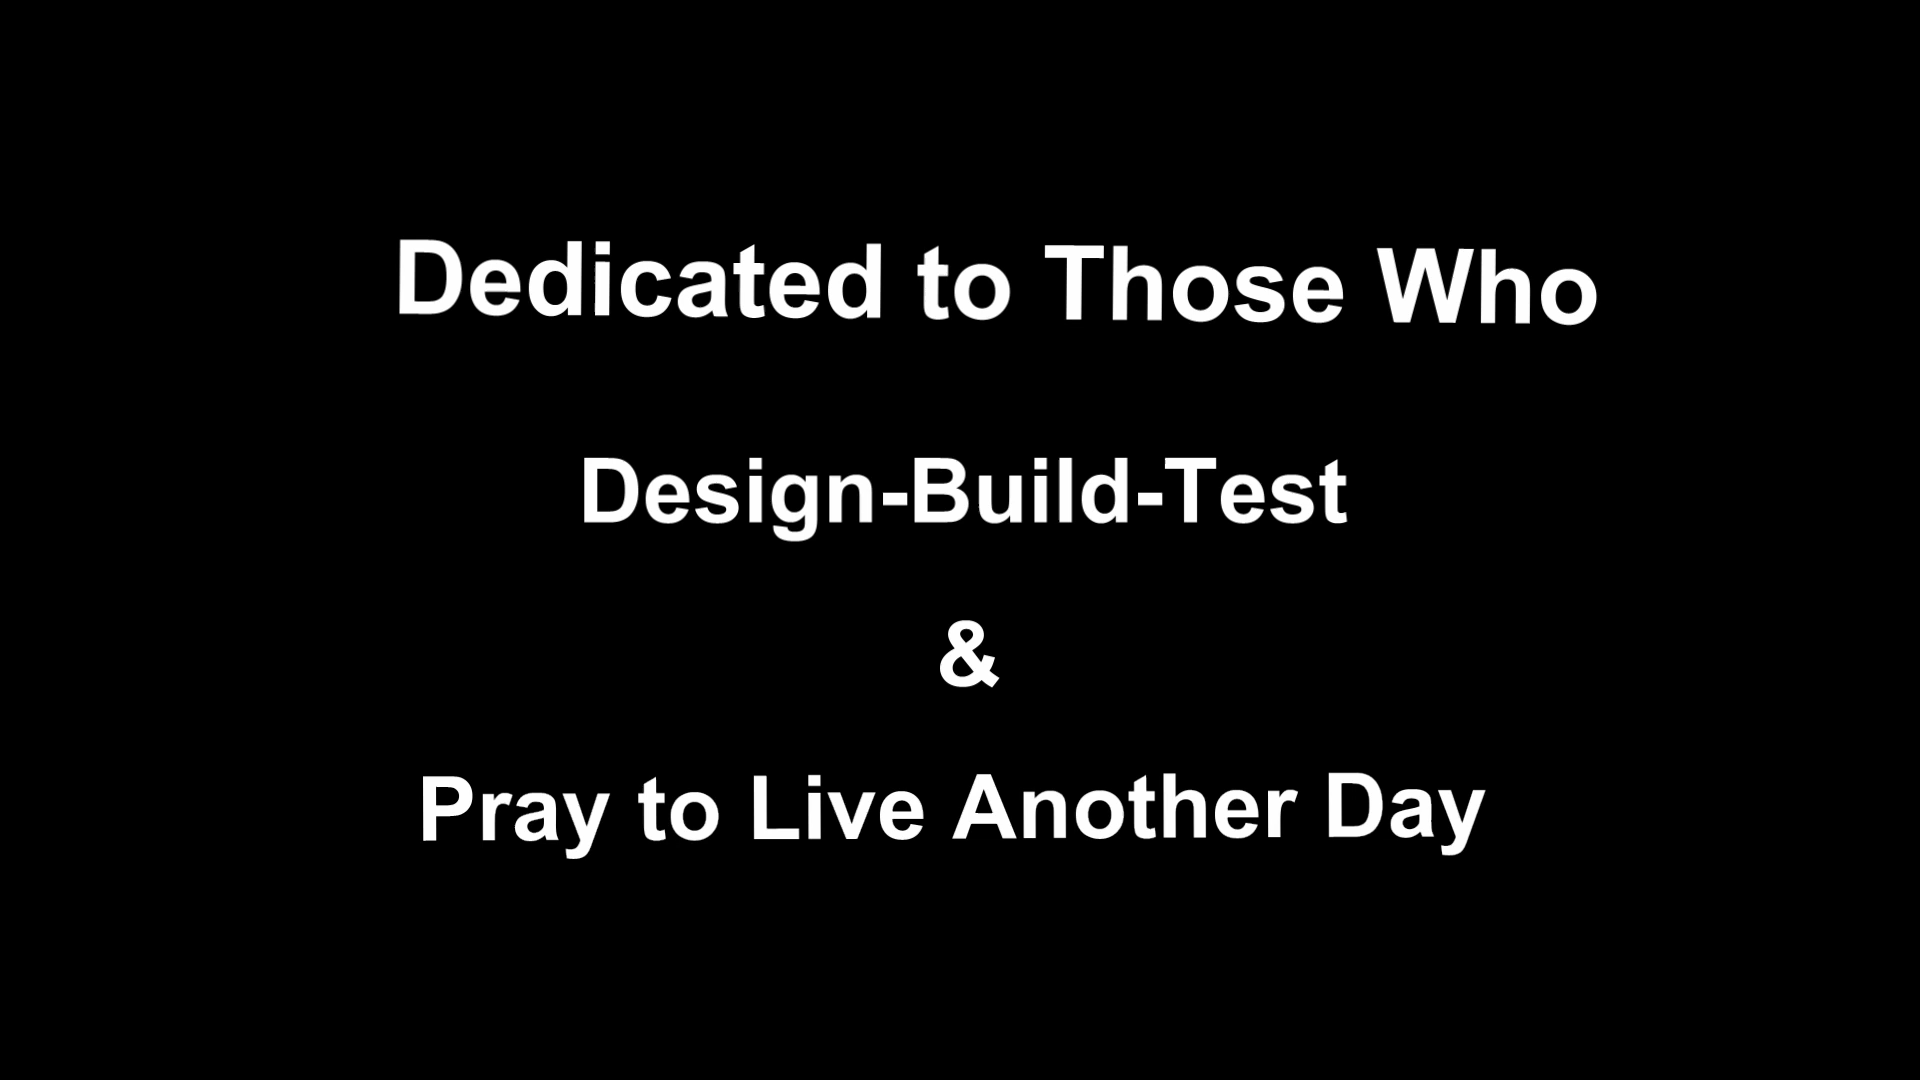 Dedicated to Those Who
Design-Build-Test
&
Pray to Live Another Day